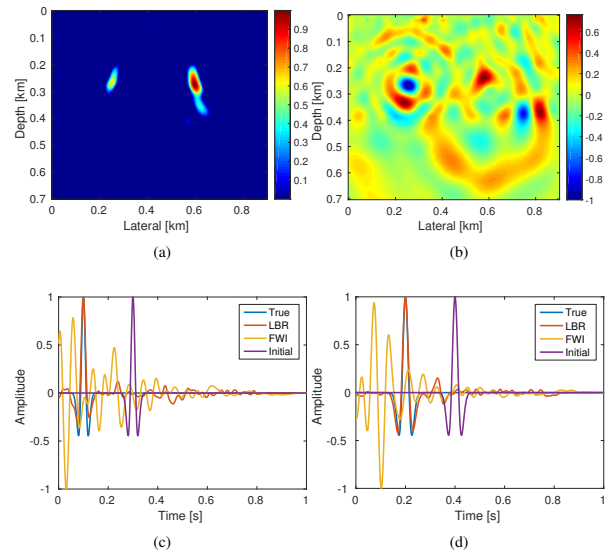 0
0.1
0.2
0.3
0.4
0.5
0.6
0.7
Depth [km]
0 0.2 0.4 0.6 0.8
Lateral [km]
0.9
0.8
0.7
0.6
0.5
0.4
0.3
0.2
0.1
(a)
0
0.1
0.2
0.3
0.4
0.5
0.6
0.7
Depth [km]
0 0.2 0.4 0.6 0.8
Lateral [km]
0.6
0.4
0.2
0
-0.2
-0.4
-0.6
-0.8
-1
(b)
1
0.5
0
-0.5
-1
Amplitude
True
LBR
FWI
Initial
0 0.2 0.4 0.6 0.8 1
Time [s]
(c)
1
0.5
0
-0.5
-1
Amplitude
True
LBR
FWI
Initial
0 0.2 0.4 0.6 0.8 1
Time [s]
(d)